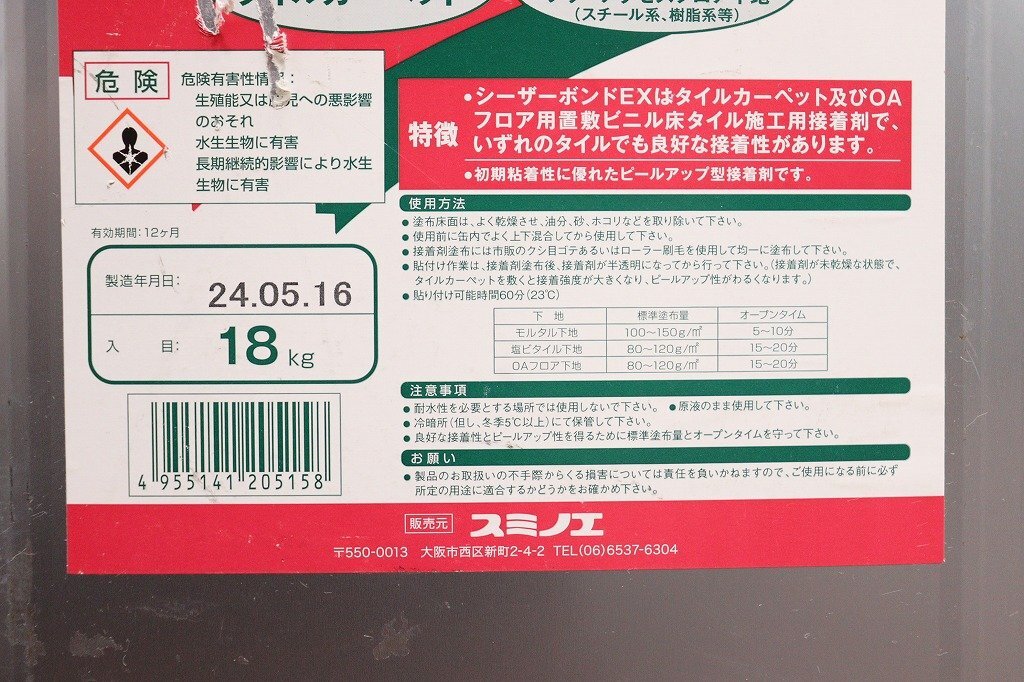 (スチール系、樹脂系等)
危険
危険有害性情報:
生殖能又は胎児への悪影響
のおそれ
水生生物に有害
長期継続的影響により水生
生物に有害
特徴
•シーザーボンドEXはタイルカーペット及びOA
フロア用置敷ビニル床タイル施工用接着剤で、
いずれのタイルでも良好な接着性があります。
•初期粘着性に優れたピールアップ型接着剤です。
有効期間:12ヶ月
製造年月日:
24.05.16
入 目:
18kg
4 955141 205158
使用方法
●塗布床面は、よく乾燥させ、油分、砂、ホコリなどを取り除いて下さい。
●使用前に缶内でよく上下混合してから使用して下さい。
●接着剤塗布には市販のクシ目ゴテあるいはローラー刷毛を使用して均一に塗布して下さい。
●貼付け作業は、接着剤塗布後、接着剤が半透明になってから行って下さい。(接着剤が未乾燥な状態で、
タイルカーペットを敷くと接着強度が大きくなり、ピールアップ性がわるくなります。)
●貼り付け可能時間60分(23℃)
下 地 標準塗布量 オープンタイム
モルタル下地 100〜150g/㎡ 5〜10分
塩ビタイル下地 80〜120g/㎡ 15〜20分
OAフロア下地 80〜120g/㎡ 15〜20分
注意事項
●耐水性を必要とする場所では使用しないで下さい。 ●原液のまま使用して下さい。
●冷暗所(但し、冬季5℃以上)にて保管して下さい。
●良好な接着性とピールアップ性を得るために標準塗布量とオープンタイムを守って下さい。
お願い
●製品のお取扱いの不手際からくる損害については責任を負いかねますので、ご使用になる前に必ず
所定の用途に適合するかどうかをお確かめ下さい。
販売元 スミノエ
〒550-0013 大阪市西区新町2-4-2 TEL(06)6537-6304